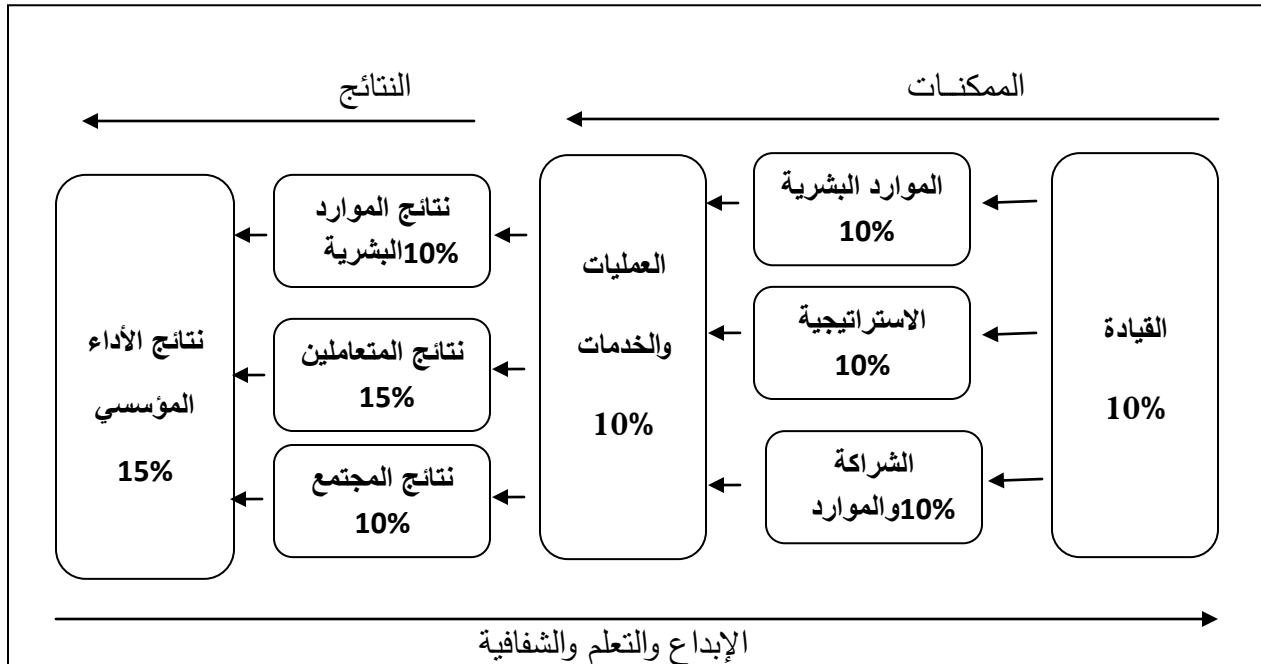 الممكنــات
النتائج
القيادة
10%
الموارد البشرية
10%
الاستراتيجية
10%
الشراكة
والموارد10%
العمليات
والخدمات
10%
نتائج الموارد
البشرية10%
نتائج المتعاملين
15%
نتائج المجتمع
10%
نتائج الأداء
المؤسسي
15%
الإبداع والتعلم والشفافية